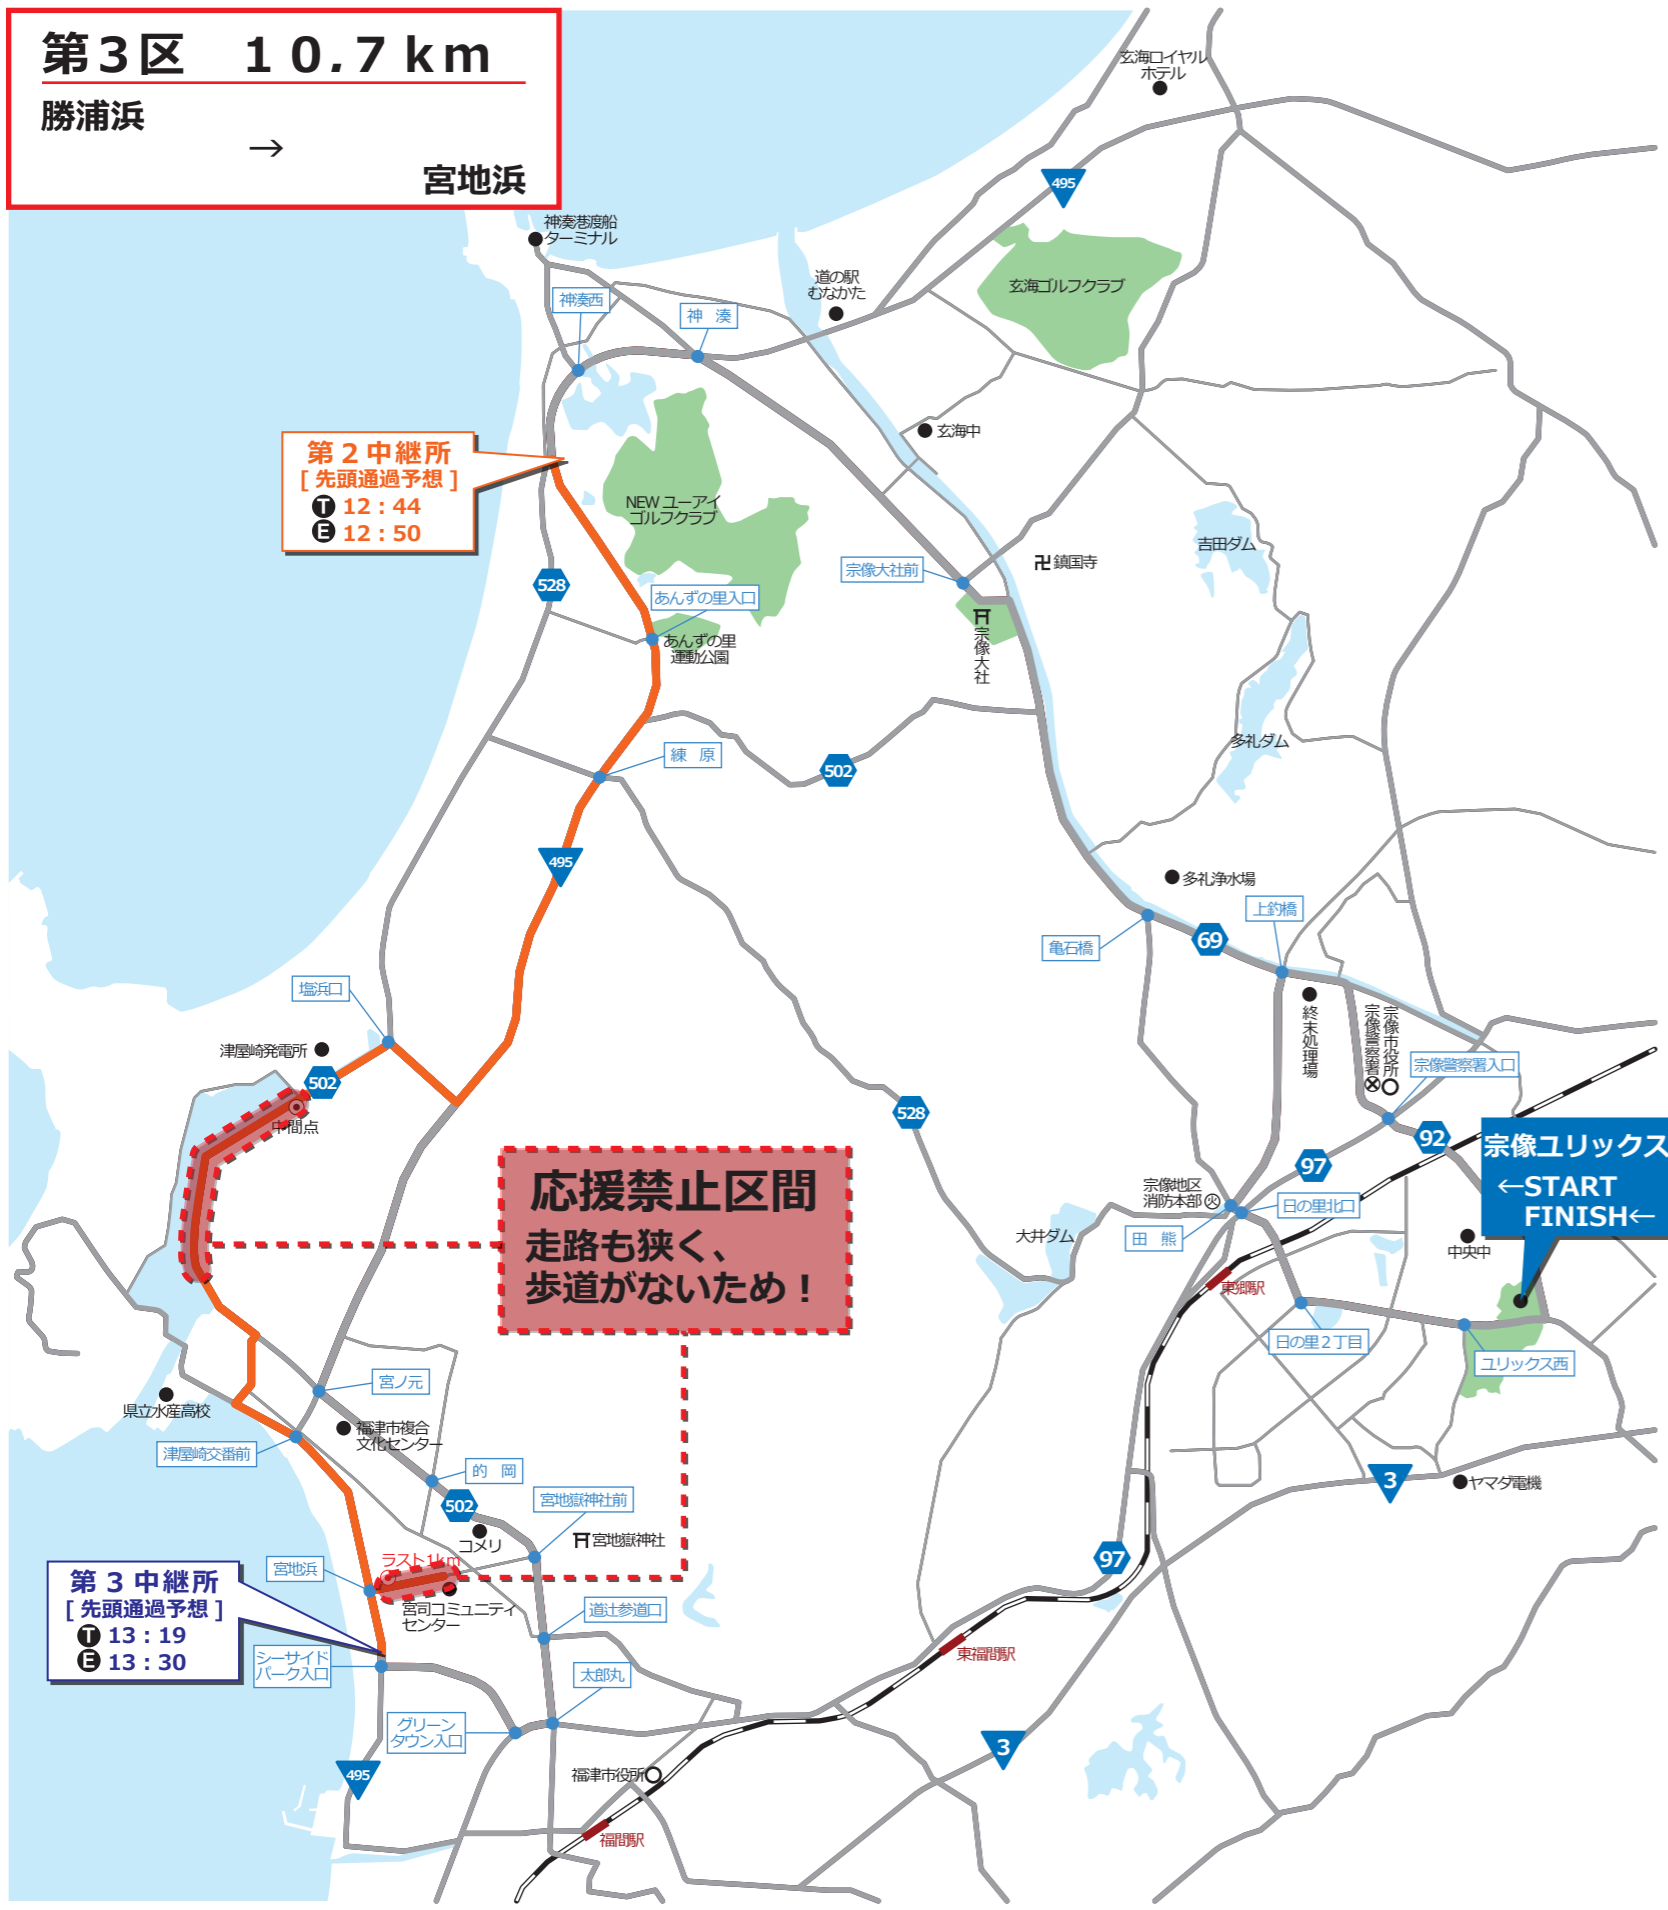 第3区　10.7km
勝浦浜
→
宮地浜
玄海ロイヤル
ホテル
495
神湊港渡船
ターミナル
玄海ゴルフクラブ
道の駅
むなかた
神湊西
神　湊
玄海中
第２中継所
[ 先頭通過予想 ]
T 12：44
E 12：50
NEW ユーアイ
ゴルフクラブ
吉田ダム
卍 鎮国寺
宗像大社前
528
あんずの里入口
宗像大社
あんずの里
運動公園
多礼ダム
練　原
502
495
多礼浄水場
上釣橋
亀石橋
69
塩浜口
終末処理場
宗像警察署
宗像市役所
津屋崎発電所
502
宗像警察署入口
中間点
528
92
宗像ユリックス
←START
FINISH←
97
応援禁止区間
走路も狭く、
歩道がないため！
宗像地区
消防本部
日の里北口
田　熊
大井ダム
中央中
東郷駅
日の里２丁目
ユリックス西
宮ノ元
県立水産高校
福津市複合
文化センター
津屋崎交番前
的　岡
3
ヤマダ電機
502
宮地嶽神社前
コメリ
宮地嶽神社
ラスト1km
97
宮地浜
第３中継所
[ 先頭通過予想 ]
T 13：19
E 13：30
宮司コミュニティ
センター
道辻参道口
シーサイド
パーク入口
東福間駅
太郎丸
グリーン
タウン入口
3
495
福津市役所
福間駅